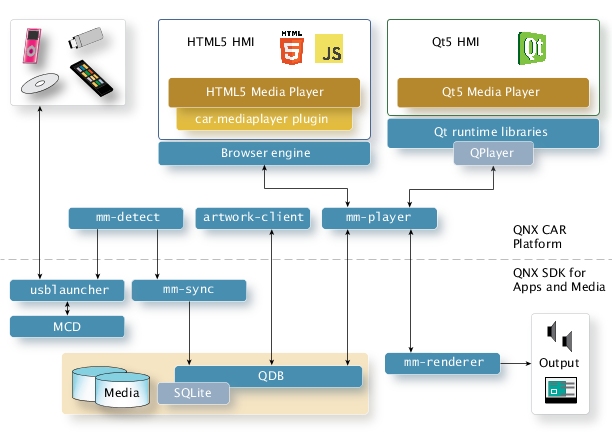 HTML5 HMI
HTML
5
JS
Qt5 HMI
Qt
HTML5 Media Player
car.mediaplayer plugin
Browser engine
Qt5 Media Player
Qt runtime libraries
QPlayer
mm-detect
artwork-client
mm-player
QNX CAR
Platform
QNX SDK for
Apps and Media
usblauncher
mm-sync
MCD
mm-renderer
Output
QDB
SQLite
Media